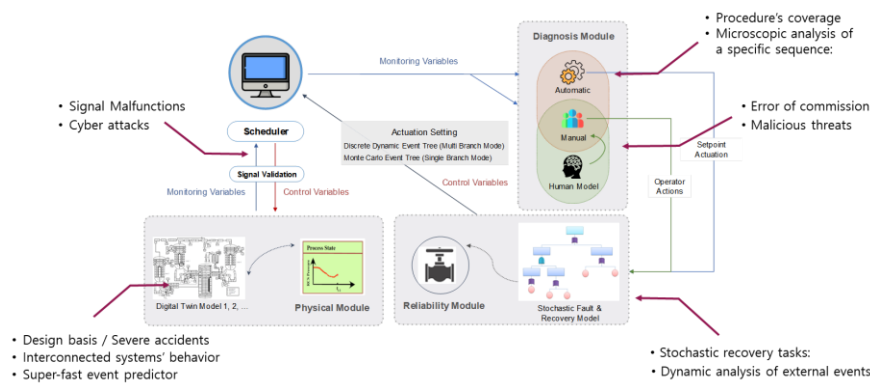 • Procedure's coverage
• Microscopic analysis of
a specific sequence:
Diagnosis Module
Monitoring Variables
Automatic
• Signal Malfunctions
• Cyber attacks
• Error of commission
• Malicious threats
Manual
Scheduler
Actuation Setting
Discrete Dynamic Event Tree (Multi Branch Mode)
Monte Carlo Event Tree (Single Branch Mode)
Setpoint
Actuation
Signal Validation
Human Model
Operator
Actions
Monitoring Variables
Control Variables
Control Variables
Process State
Digital Twin Model 1, 2, ...
Physical Module
Reliability Module
Stochastic Fault &
Recovery Model
• Design basis / Severe accidents
• Interconnected systems' behavior
• Super-fast event predictor
• Stochastic recovery tasks:
• Dynamic analysis of external events